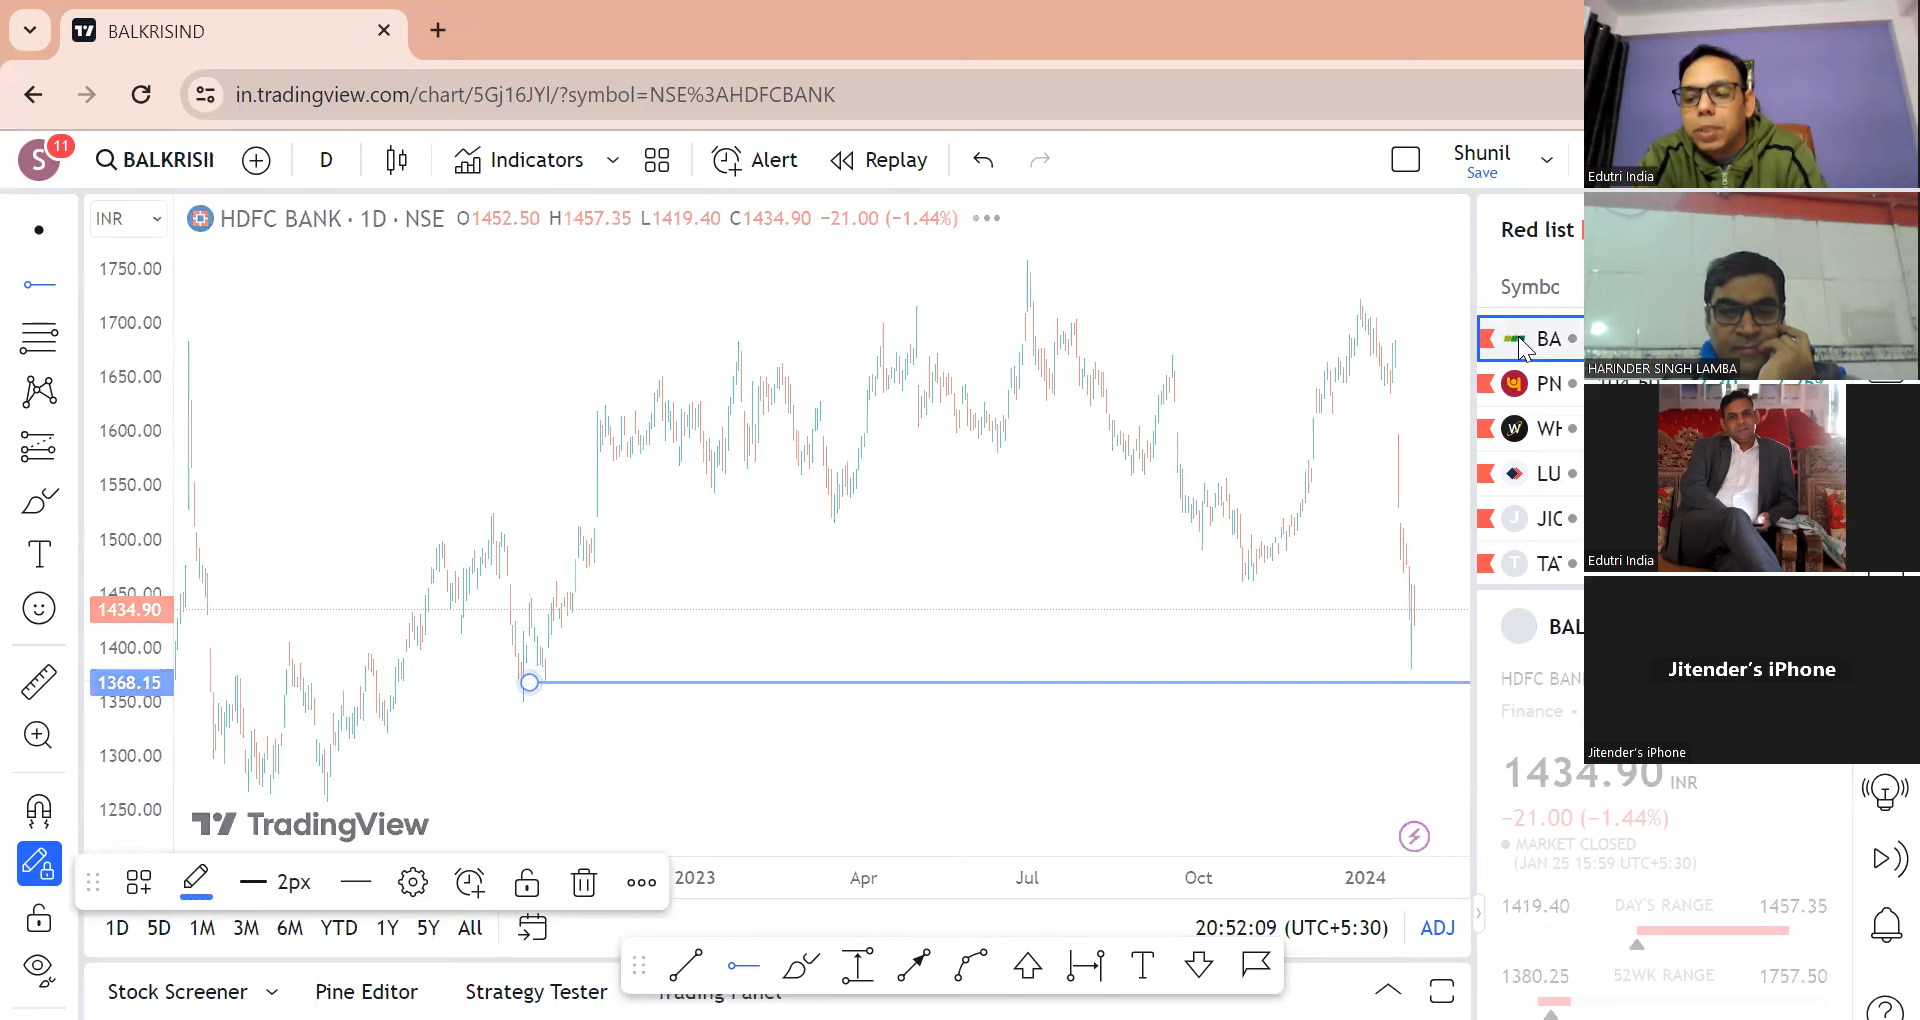 BALKRISIND
in.tradingview.com/chart/5Gj16JYl/?symbol=NSE%3AHDFCBANK
S 11 BALKRISII D Indicators Alert Replay Shunil
Save
INR
HDFC BANK · 1D · NSE O1452.50 H1457.35 L1419.40 C1434.90 −21.00 (−1.44%)
1750.00
1700.00
1650.00
1600.00
1550.00
1500.00
1450.00
1434.90
1400.00
1368.15
1350.00
1300.00
1250.00
TradingView
2023 Apr Jul Oct 2024
2px
1D 5D 1M 3M 6M YTD 1Y 5Y All
20:52:09 (UTC+5:30) ADJ
Stock Screener Pine Editor Strategy Tester Trading Panel
Red list
Symbo
BA
PN
WH
LU
JIO
TA
BAL
HDFC BAN
Finance •
1434.90 INR
−21.00 (−1.44%)
MARKET CLOSED
(JAN 25 15:59 UTC+5:30)
1419.40 DAY'S RANGE 1457.35
1380.25 52WK RANGE 1757.50
Edutri India
HARINDER SINGH LAMBA
Edutri India
Jitender's iPhone
Jitender's iPhone